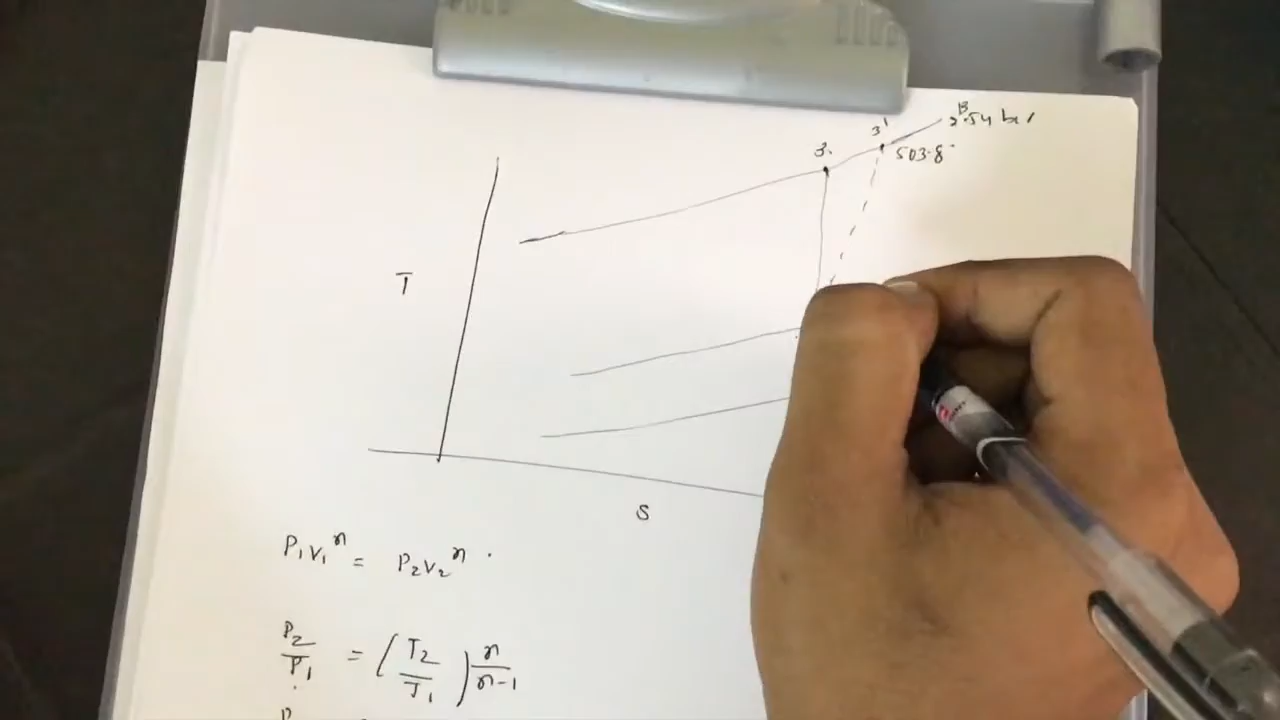 3'
3.
503.8
T
S
P₁V₁ⁿ = P₂V₂ⁿ
P₂/P₁ = (T₂/T₁)^(n/(n-1))